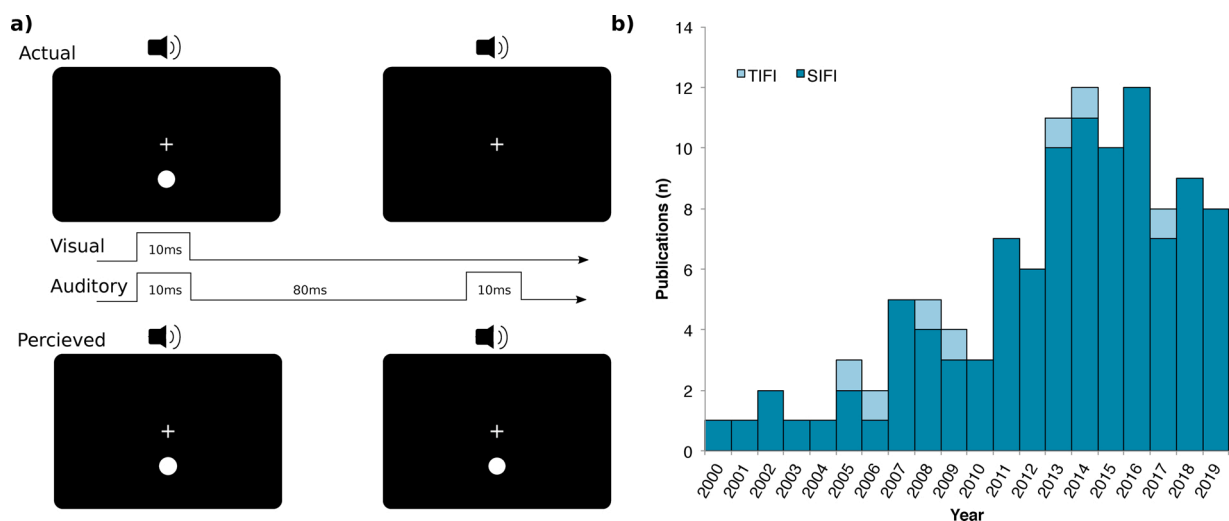 a)
Actual
Visual
10ms
Auditory
10ms
80ms
10ms
Percieved
b)
14
12
10
8
6
4
2
0
Publications (n)
TIFI
SIFI
2000
2001
2002
2003
2004
2005
2006
2007
2008
2009
2010
2011
2012
2013
2014
2015
2016
2017
2018
2019
Year